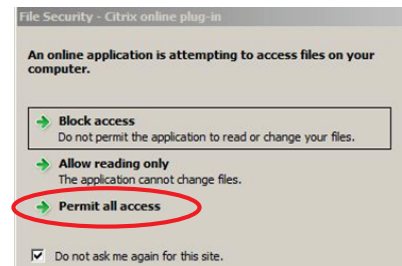 File Security - Citrix online plug-in
An online application is attempting to access files on your
computer.
Block access
Do not permit the application to read or change your files.
Allow reading only
The application cannot change files.
Permit all access
Do not ask me again for this site.